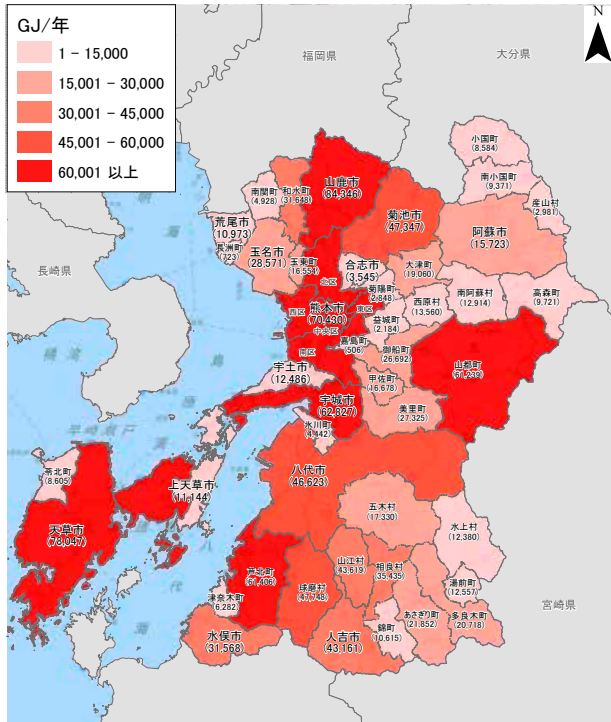 GJ/年
1 - 15,000
15,001 - 30,000
30,001 - 45,000
45,001 - 60,000
60,001 以上
N
福岡県
大分県
長崎県
宮崎県
小国町
(8,584)
南小国町
(9,371)
産山村
(2,981)
山鹿市
(84,346)
和水町
(31,648)
南関町
(4,928)
荒尾市
(10,973)
長洲町
(723)
玉名市
(28,571)
玉東町
(16,554)
菊池市
(47,347)
阿蘇市
(15,723)
合志市
(3,545)
大津町
(19,060)
北区
菊陽町
(2,848)
西原村
(13,560)
南阿蘇村
(12,914)
高森町
(9,721)
西区
熊本市
(70,430)
東区
中央区
南区
益城町
(2,184)
嘉島町
(506)
御船町
(26,692)
山都町
(61,239)
宇土市
(12,486)
甲佐町
(16,678)
宇城市
(62,827)
美里町
(27,325)
氷川町
(4,442)
八代市
(46,623)
上天草市
(11,144)
苓北町
(8,605)
天草市
(78,047)
五木村
(17,330)
水上村
(12,380)
芦北町
(61,406)
山江村
(43,619)
相良村
(35,435)
湯前町
(12,557)
津奈木町
(6,282)
球磨村
(47,748)
あさぎり町
(21,852)
多良木町
(20,718)
錦町
(10,615)
水俣市
(31,568)
人吉市
(43,161)